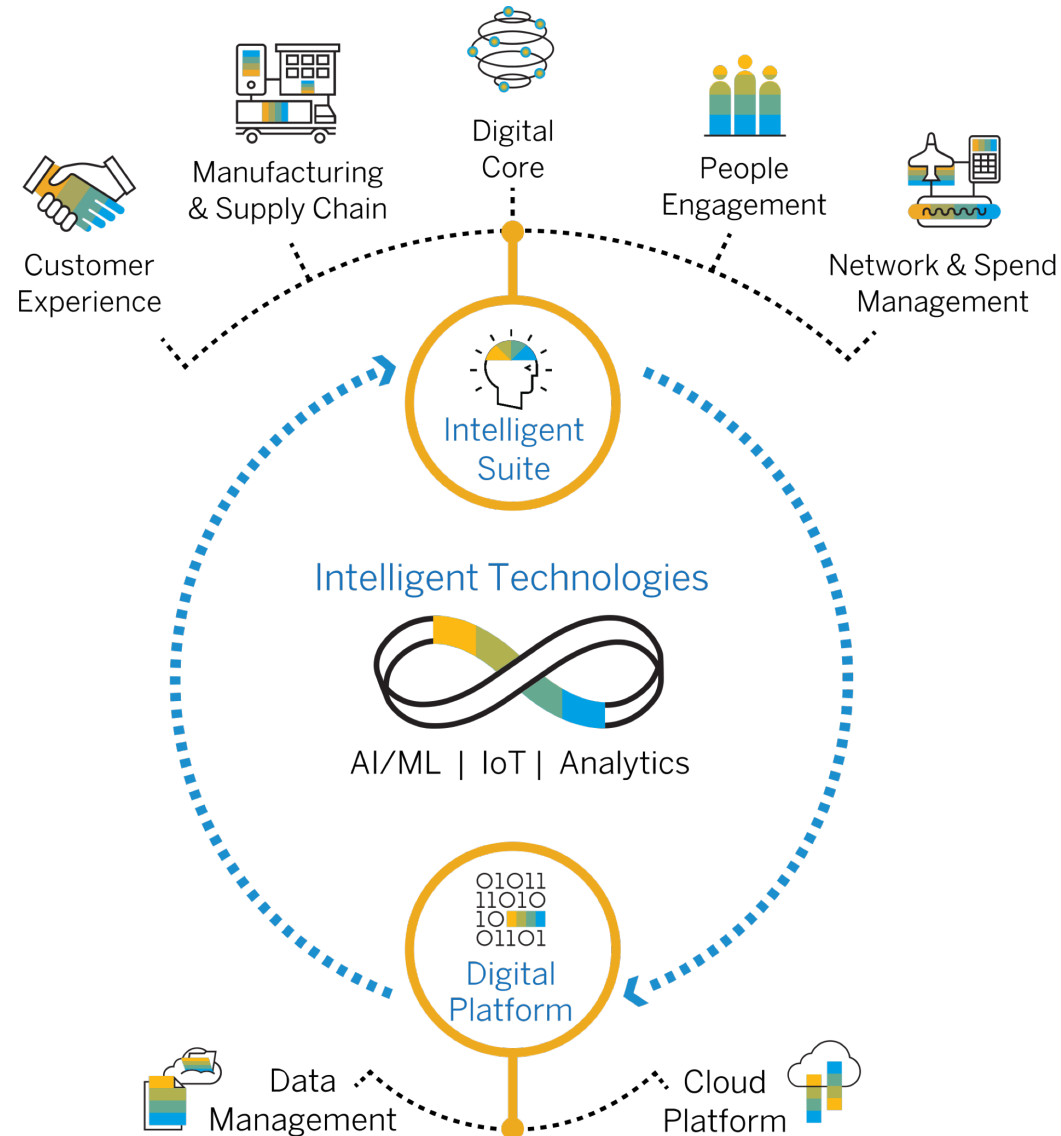 Digital
Core
Manufacturing
& Supply Chain
People
Engagement
Customer
Experience
Network & Spend
Management
Intelligent
Suite
Intelligent Technologies
AI/ML | IoT | Analytics
01011
11010
10
01101
Digital
Platform
Data
Management
Cloud
Platform